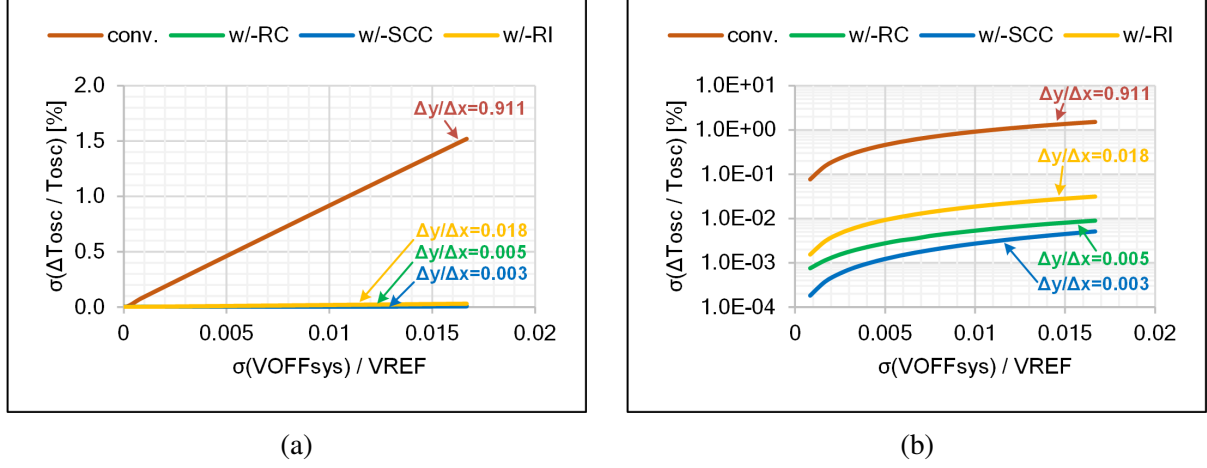 conv. w/-RC w/-SCC w/-RI
σ(ΔTosc / Tosc) [%]
2.0
1.5
1.0
0.5
0.0
Δy/Δx=0.911
Δy/Δx=0.018
Δy/Δx=0.005
Δy/Δx=0.003
0 0.005 0.01 0.015 0.02
σ(VOFFsys) / VREF
(a)
conv. w/-RC w/-SCC w/-RI
σ(ΔTosc / Tosc) [%]
1.0E+01
1.0E+00
1.0E-01
1.0E-02
1.0E-03
1.0E-04
Δy/Δx=0.911
Δy/Δx=0.018
Δy/Δx=0.005
Δy/Δx=0.003
0 0.005 0.01 0.015 0.02
σ(VOFFsys) / VREF
(b)